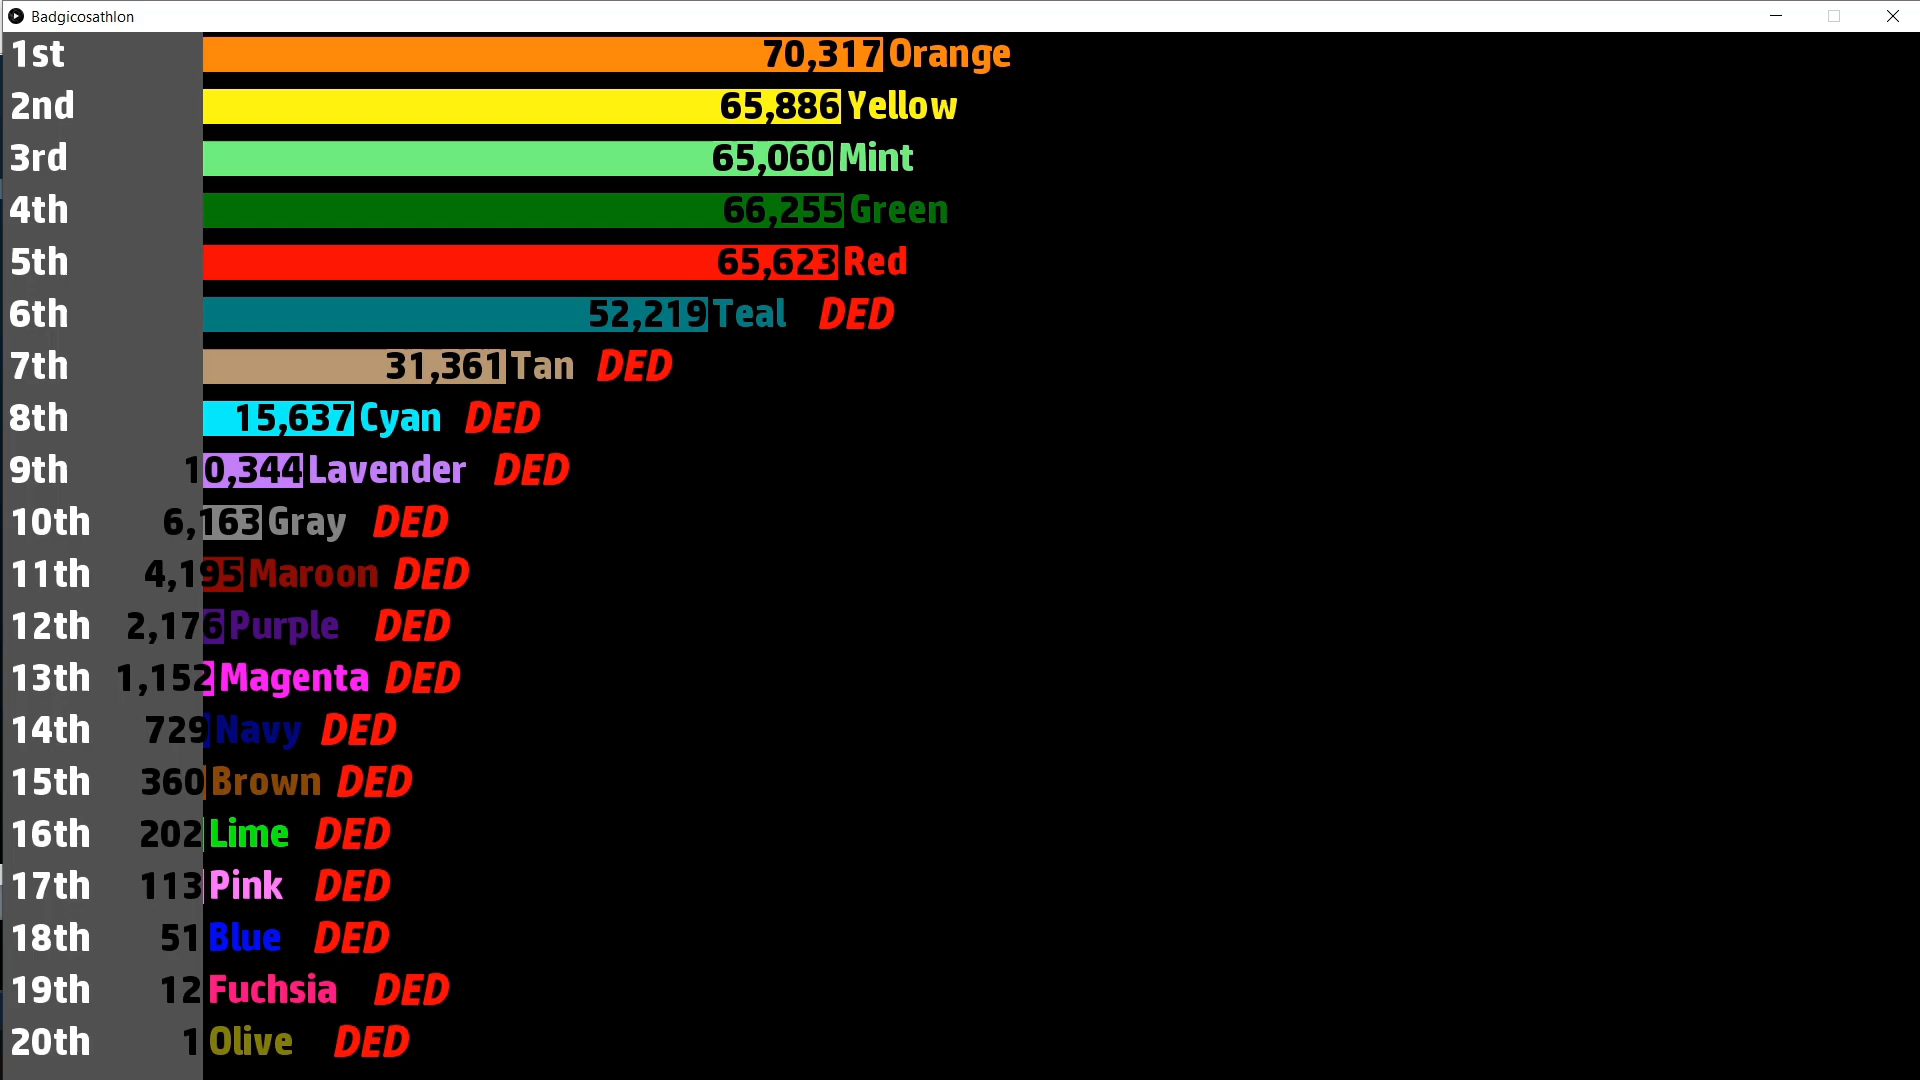 Badgicosathlon
1st 70,317 Orange
2nd 65,886 Yellow
3rd 65,060 Mint
4th 66,255 Green
5th 65,623 Red
6th 52,219 Teal DED
7th 31,361 Tan DED
8th 15,637 Cyan DED
9th 10,344 Lavender DED
10th 6,163 Gray DED
11th 4,195 Maroon DED
12th 2,176 Purple DED
13th 1,152 Magenta DED
14th 729 Navy DED
15th 360 Brown DED
16th 202 Lime DED
17th 113 Pink DED
18th 51 Blue DED
19th 12 Fuchsia DED
20th 1 Olive DED